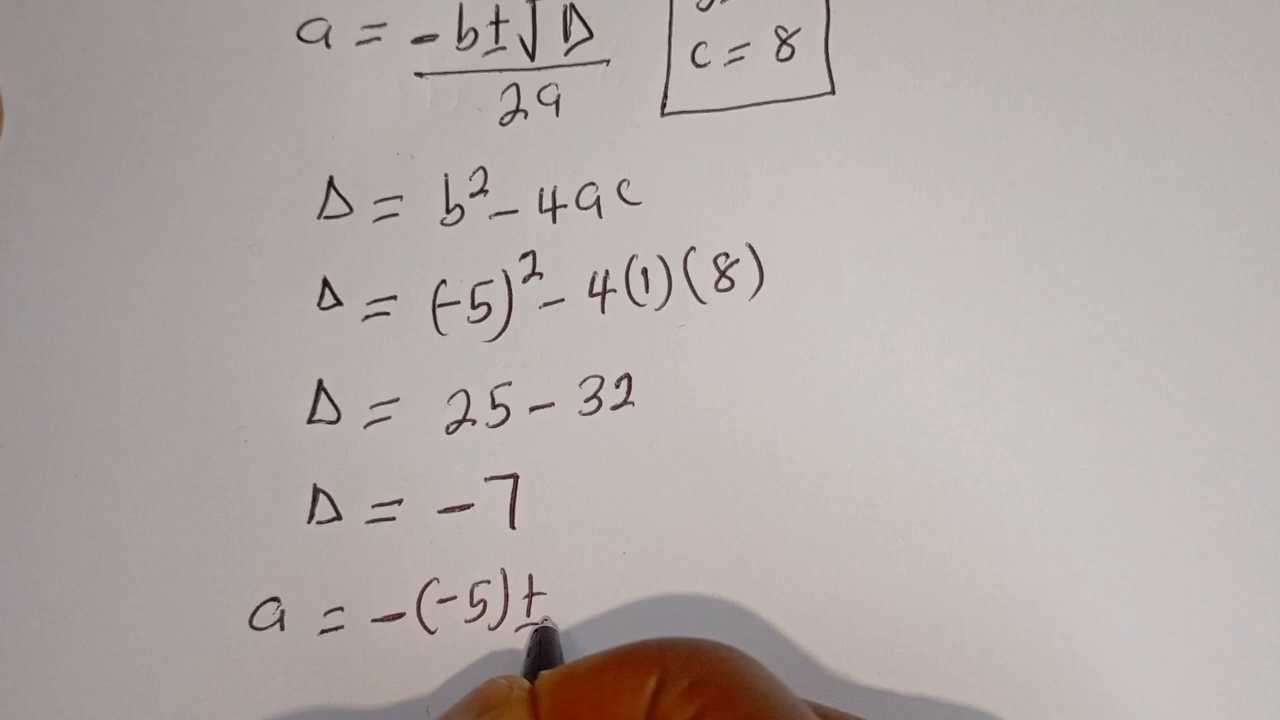 a = -b±√Δ
2a
c = 8
Δ = b² - 4ac
Δ = (-5)² - 4(1)(8)
Δ = 25 - 32
Δ = -7
a = -(-5)±